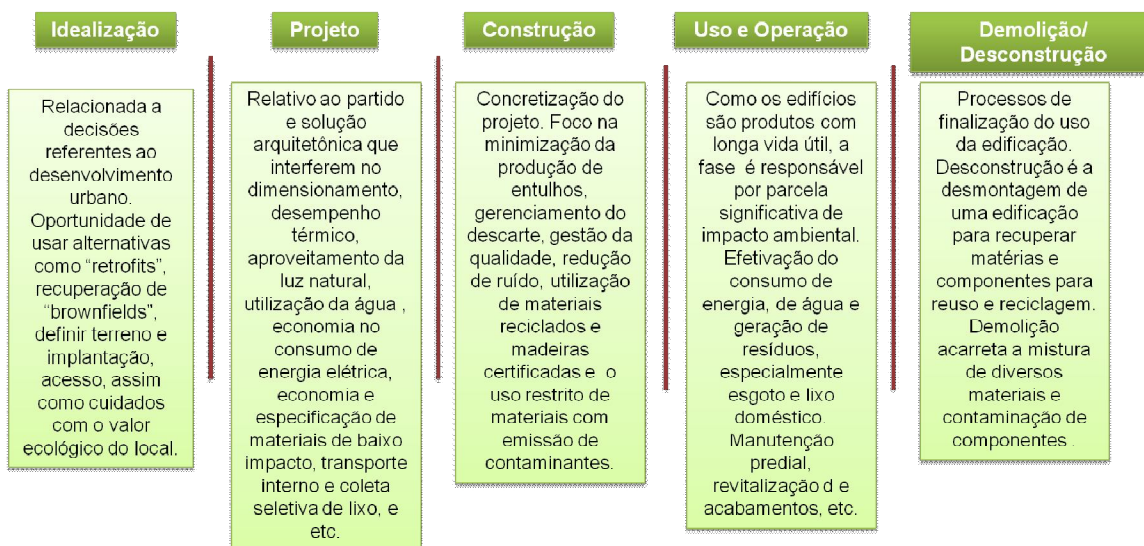 Idealização
Relacionada a
decisões
referentes ao
desenvolvimento
urbano.
Oportunidade de
usar alternativas
como “retrofits”,
recuperação de
“brownfields”,
definir terreno e
implantação,
acesso, assim
como cuidados
com o valor
ecológico do local.
Projeto
Relativo ao partido
e solução
arquitetônica que
interferem no
dimensionamento,
desempenho
térmico,
aproveitamento da
luz natural,
utilização da água ,
economia no
consumo de
energia elétrica,
economia e
especificação de
materiais de baixo
impacto, transporte
interno e coleta
seletiva de lixo, e
etc.
Construção
Concretização do
projeto. Foco na
minimização da
produção de
entulhos,
gerenciamento do
descarte, gestão da
qualidade, redução
de ruído, utilização
de materiais
reciclados e
madeiras
certificadas e o
uso restrito de
materiais com
emissão de
contaminantes.
Uso e Operação
Como os edifícios
são produtos com
longa vida útil, a
fase é responsável
por parcela
significativa de
impacto ambiental.
Efetivação do
consumo de
energia, de água e
geração de
resíduos,
especialmente
esgoto e lixo
doméstico.
Manutenção
predial,
revitalização d e
acabamentos, etc.
Demolição/
Desconstrução
Processos de
finalização do uso
da edificação.
Desconstrução é a
desmontagem de
uma edificação
para recuperar
matérias e
componentes para
reuso e reciclagem.
Demolição
acarreta a mistura
de diversos
materiais e
contaminação de
componentes .